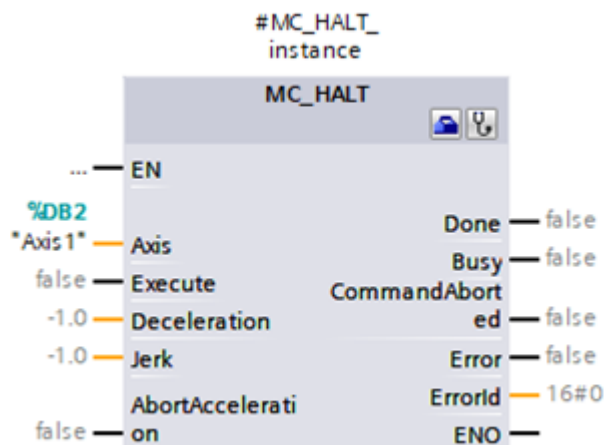 #MC_HALT_
instance
MC_HALT
... EN
%DB2
"Axis1" Axis
Done false
false Execute
Busy false
-1.0 Deceleration
CommandAbort
ed false
-1.0 Jerk
Error false
ErrorId 16#0
AbortAccelerati
false on
ENO